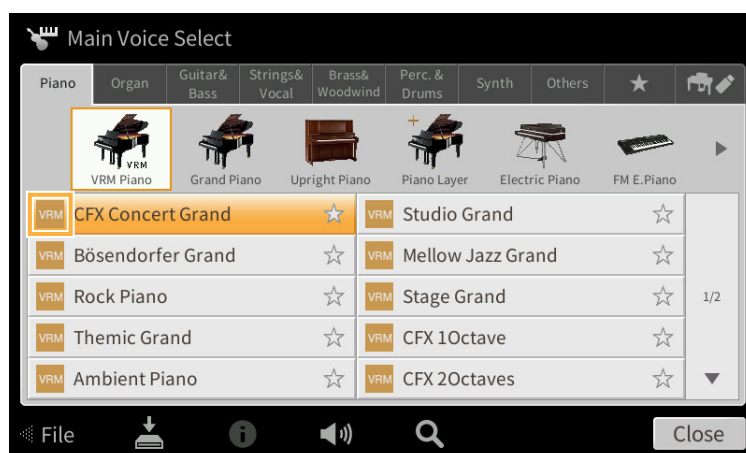 Main Voice Select
Piano
Organ
Guitar&
Bass
Strings&
Vocal
Brass&
Woodwind
Perc. &
Drums
Synth
Others
VRM
VRM Piano
Grand Piano
Upright Piano
Piano Layer
Electric Piano
FM E.Piano
VRM CFX Concert Grand
VRM Studio Grand
VRM Bösendorfer Grand
VRM Mellow Jazz Grand
VRM Rock Piano
VRM Stage Grand
1/2
VRM Themic Grand
VRM CFX 1Octave
VRM Ambient Piano
VRM CFX 2Octaves
File
Close